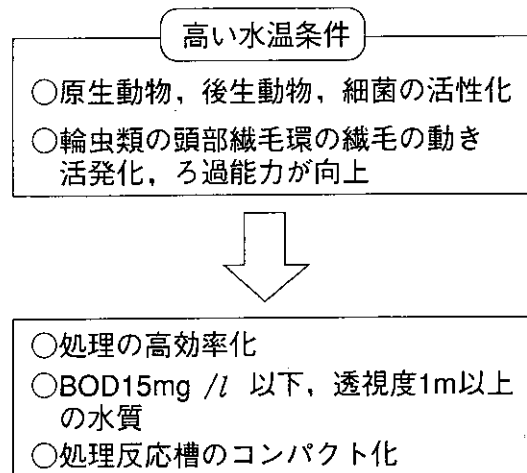 高い水温条件
○原生動物，後生動物，細菌の活性化
○輪虫類の頭部繊毛環の繊毛の動き
活発化，ろ過能力が向上
○処理の高効率化
○BOD15mg /l 以下，透視度1m以上
の水質
○処理反応槽のコンパクト化